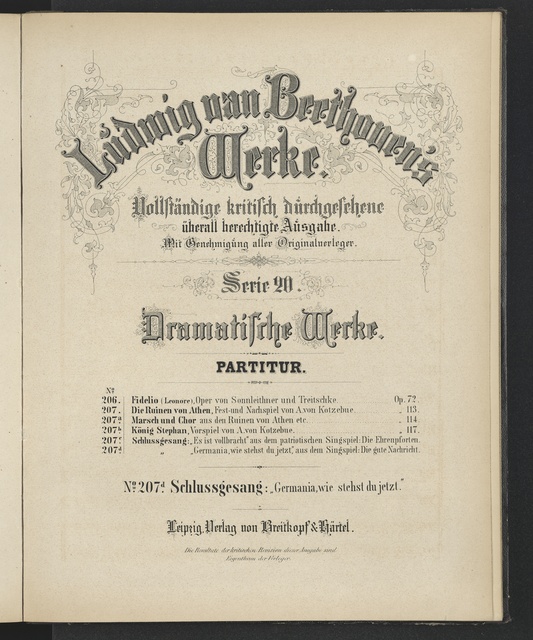 Ludwig van Beethoven's
Werke.
Vollständige kritisch durchgesehene
überall berechtigte Ausgabe.
Mit Genehmigung aller Originalverleger.
Serie 20.
Dramatische Werke.
PARTITUR.
No
206. Fidelio (Leonore), Oper von Sonnleithner und Treitschke. Op. 72.
207. Die Ruinen von Athen, Fest- und Nachspiel von A. von Kotzebue. „ 113.
207a Marsch und Chor aus den Ruinen von Athen etc. „ 114.
207b König Stephan, Vorspiel von A. von Kotzebue. „ 117.
207c Schlussgesang: „Es ist vollbracht" aus dem patriotischen Singspiel: Die Ehrenpforten.
207d „ „Germania, wie stehst du jetzt," aus dem Singspiel: Die gute Nachricht.
No 207d Schlussgesang: „Germania, wie stehst du jetzt."
Leipzig, Verlag von Breitkopf & Härtel.
Die Resultate der kritischen Revision dieser Ausgabe sind
Eigenthum der Verleger.